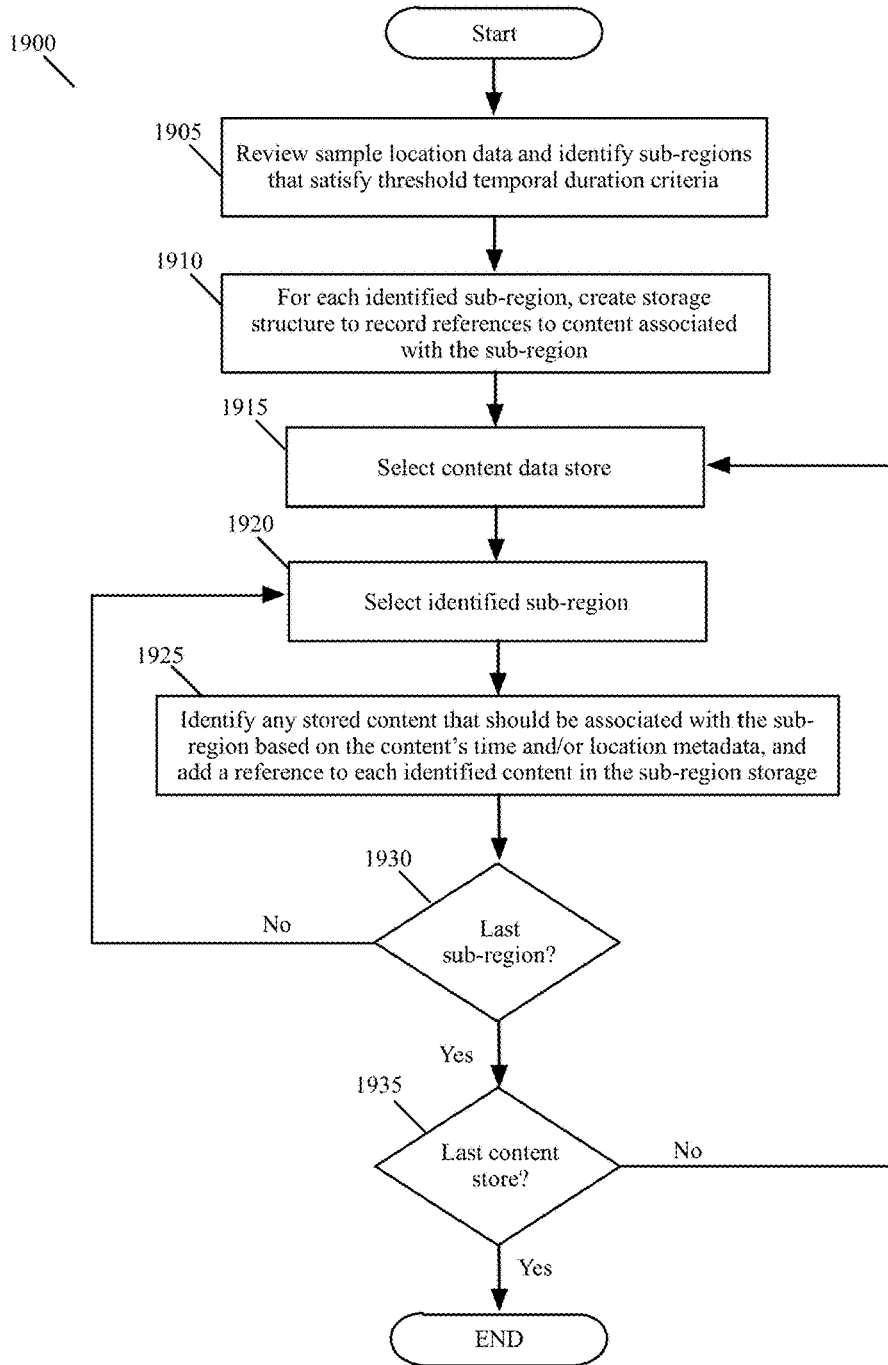 Start
1900
1905
Review sample location data and identify sub-regions
that satisfy threshold temporal duration criteria
1910
For each identified sub-region, create storage
structure to record references to content associated
with the sub-region
1915
Select content data store
1920
Select identified sub-region
1925
Identify any stored content that should be associated with the sub-
region based on the content's time and/or location metadata, and
add a reference to each identified content in the sub-region storage
1930
No
Last
sub-region?
Yes
1935
Last content
store?
No
Yes
END